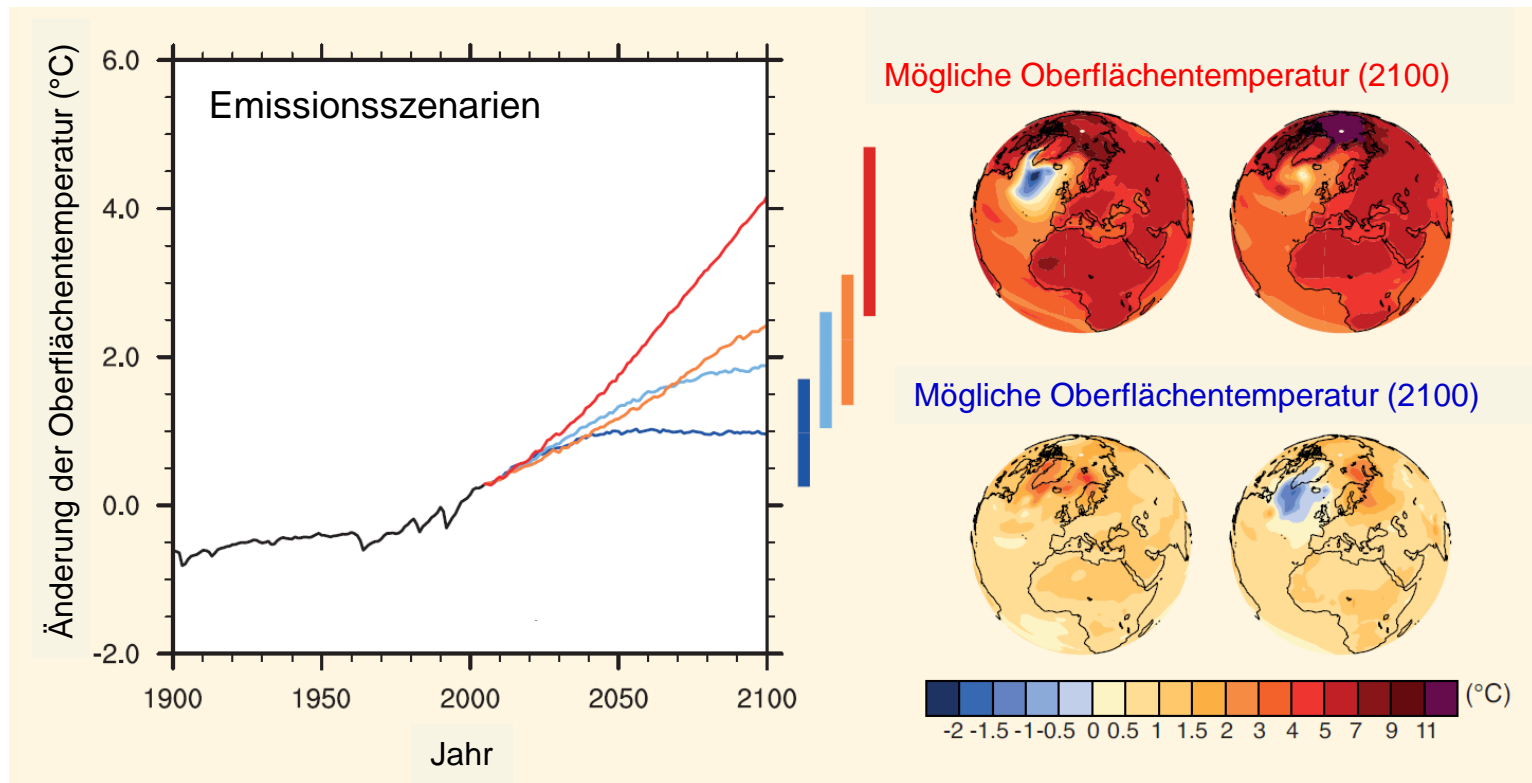 Änderung der Oberflächentemperatur (°C)
6.0
4.0
2.0
0.0
-2.0
Emissionsszenarien
1900 1950 2000 2050 2100
Jahr
Mögliche Oberflächentemperatur (2100)
Mögliche Oberflächentemperatur (2100)
(°C)
-2 -1.5 -1 -0.5 0 0.5 1 1.5 2 3 4 5 7 9 11